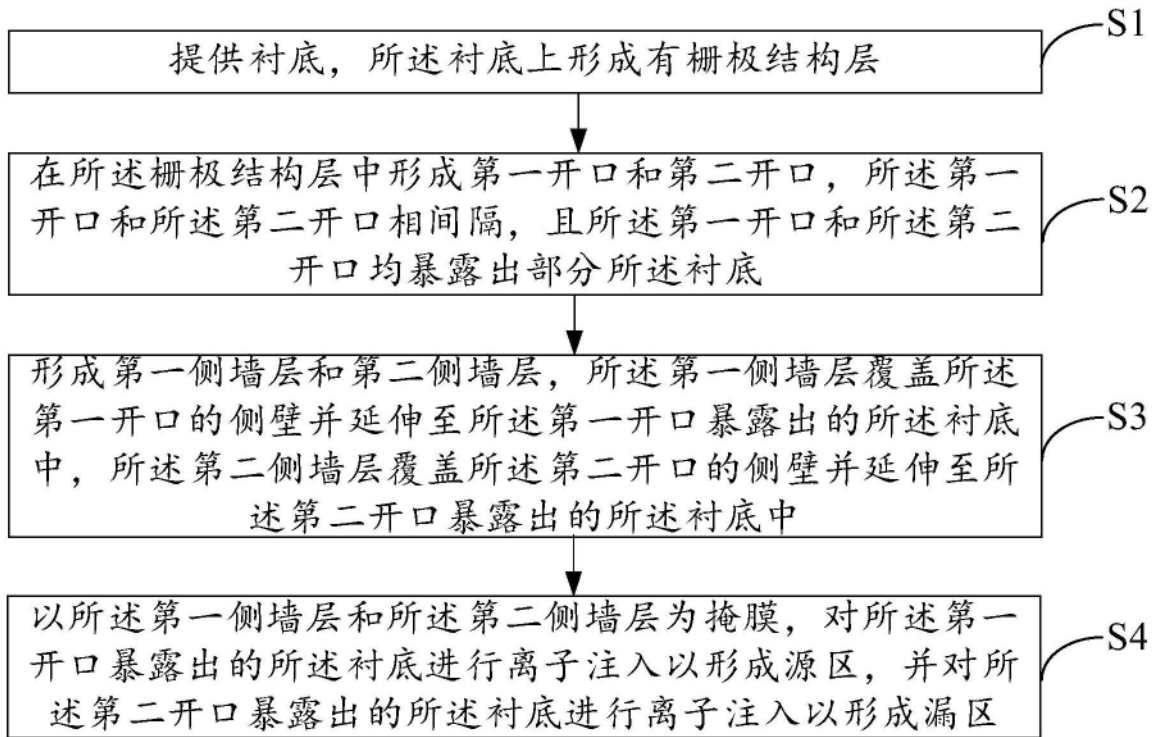 S1
提供衬底，所述衬底上形成有栅极结构层
在所述栅极结构层中形成第一开口和第二开口，所述第一
开口和所述第二开口相间隔，且所述第一开口和所述第二
开口均暴露出部分所述衬底
S2
形成第一侧墙层和第二侧墙层，所述第一侧墙层覆盖所述
第一开口的侧壁并延伸至所述第一开口暴露出的所述衬底
中，所述第二侧墙层覆盖所述第二开口的侧壁并延伸至所
述第二开口暴露出的所述衬底中
S3
以所述第一侧墙层和所述第二侧墙层为掩膜，对所述第一
开口暴露出的所述衬底进行离子注入以形成源区，并对所
述第二开口暴露出的所述衬底进行离子注入以形成漏区
S4